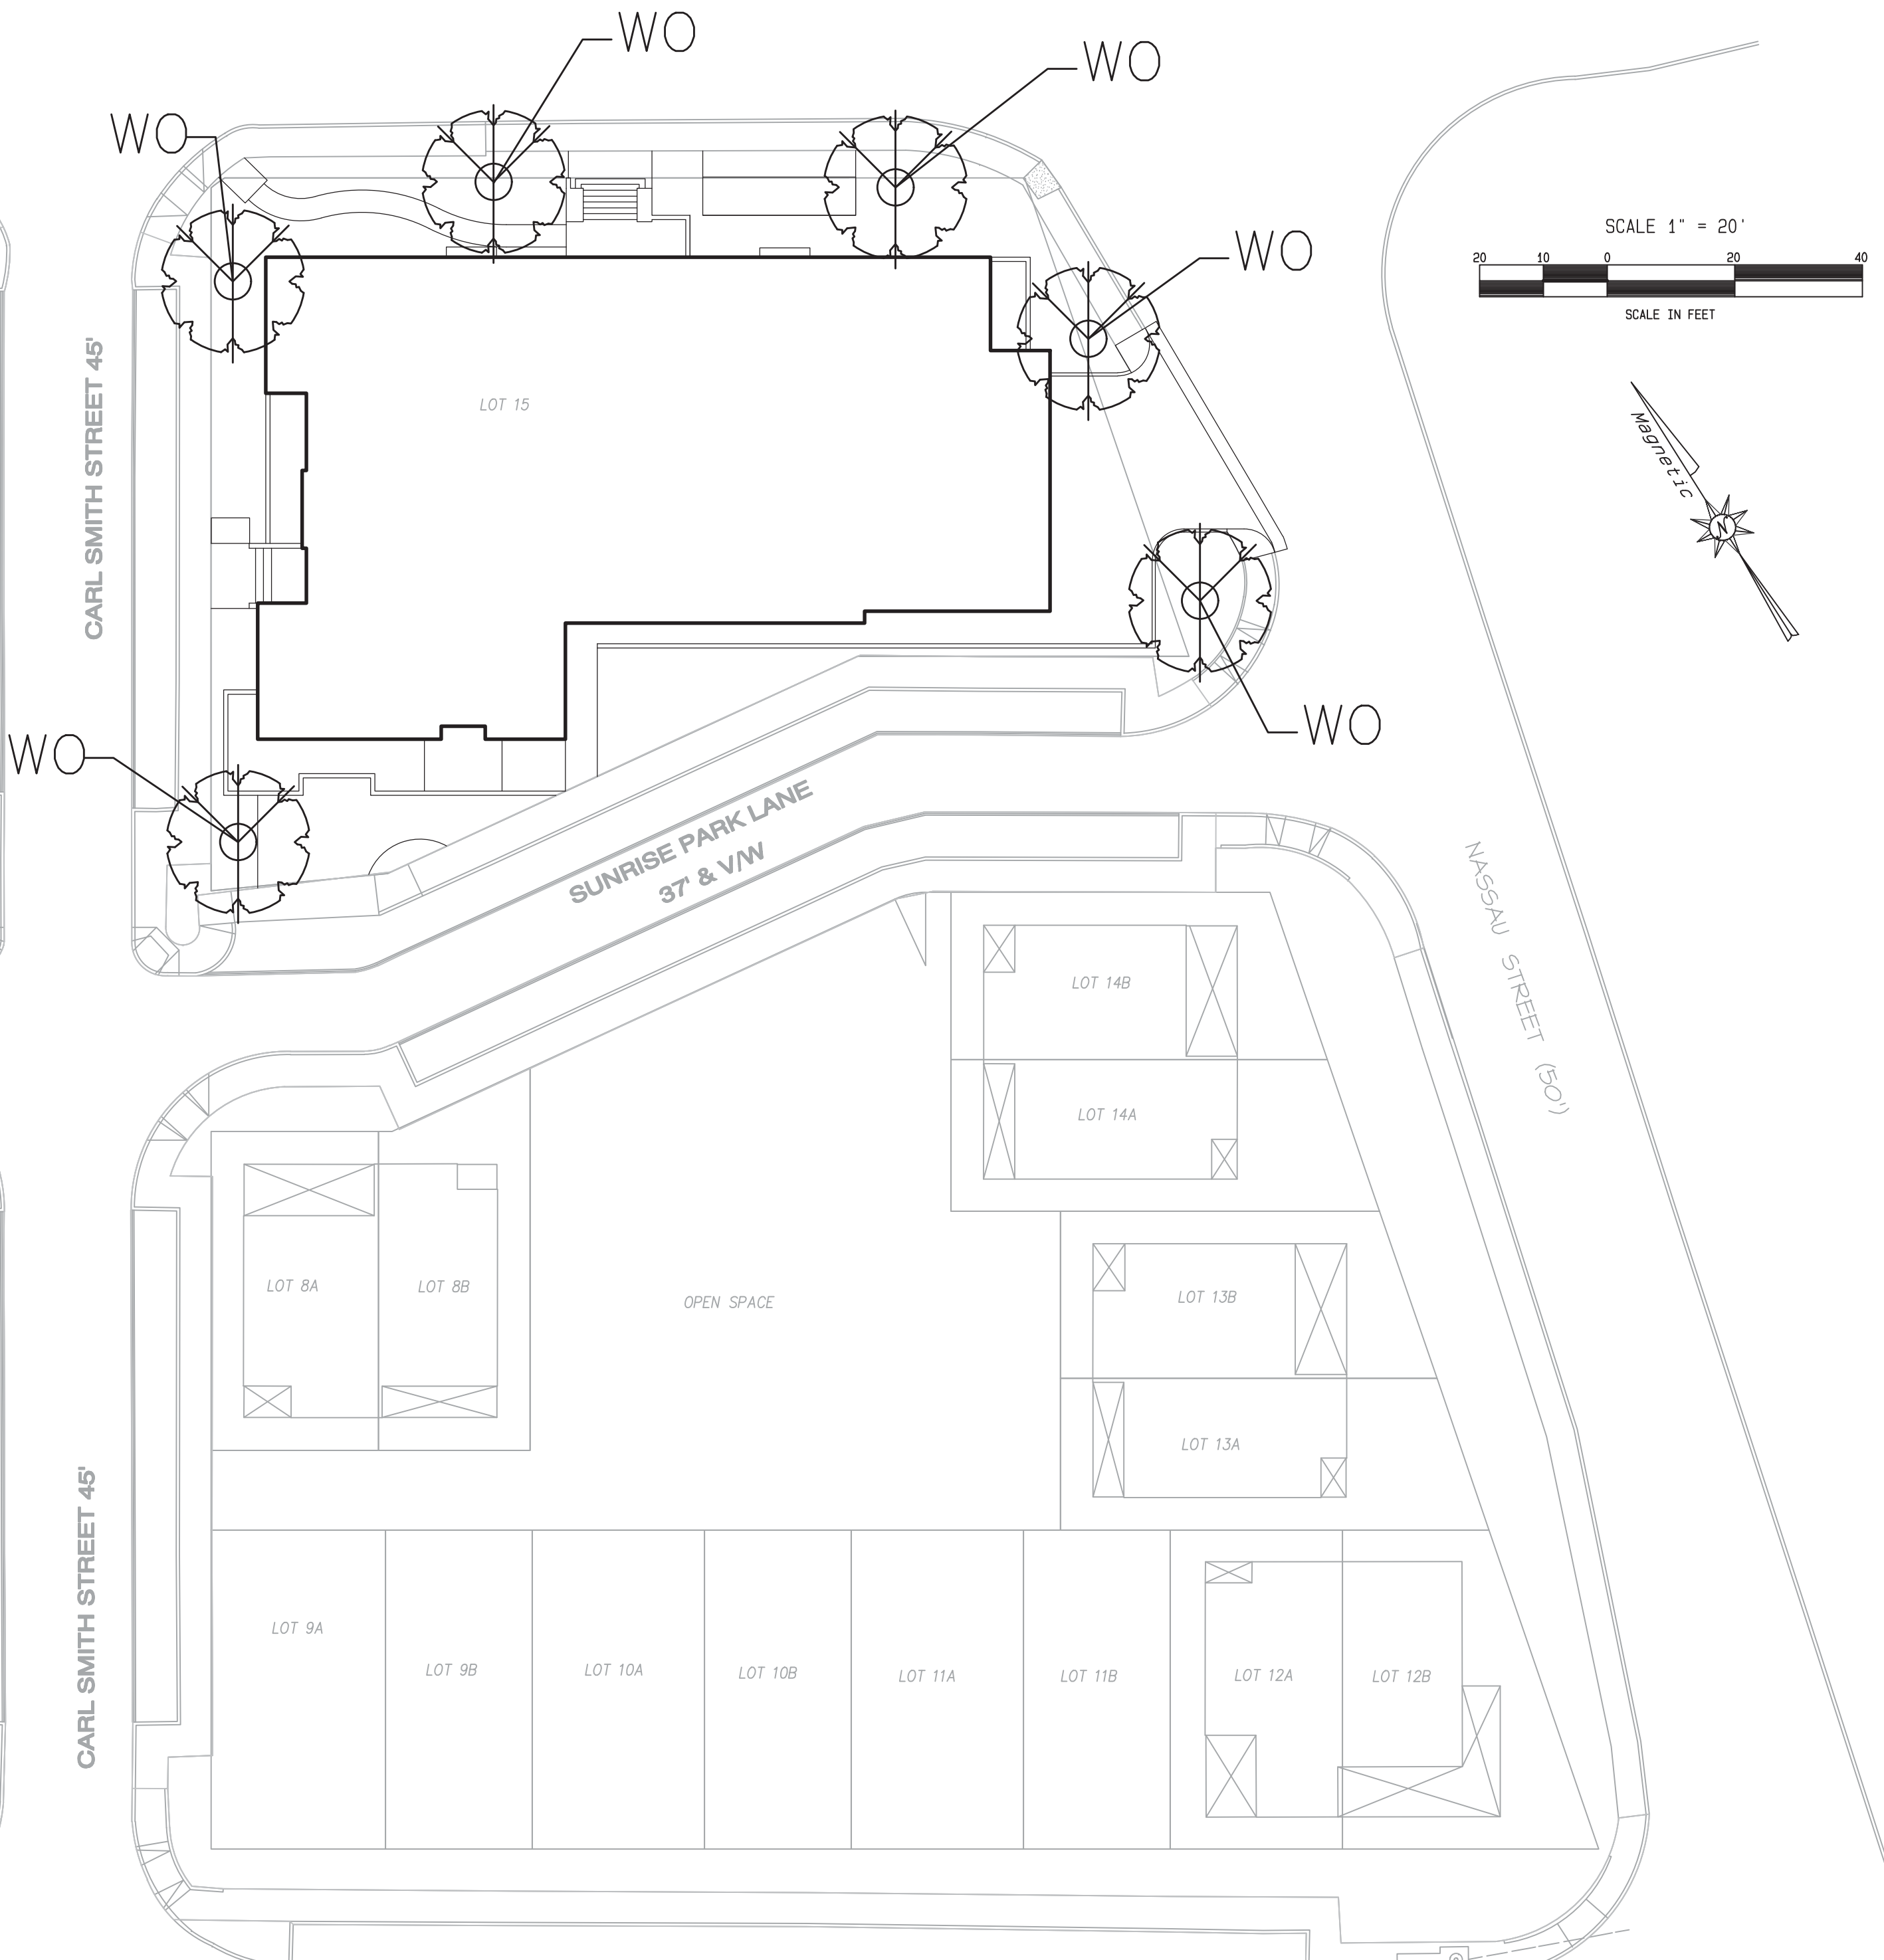 WO
WO
WO
SCALE 1" = 20'
WO
20 10 0 20 40
SCALE IN FEET
CARL SMITH STREET 45'
LOT 15
Magnetic
N
WO
WO
SUNRISE PARK LANE
37' & V/W
NASSAU STREET (50')
LOT 14B
LOT 14A
LOT 8A
LOT 8B
OPEN SPACE
LOT 13B
LOT 13A
CARL SMITH STREET 45'
LOT 9A
LOT 9B
LOT 10A
LOT 10B
LOT 11A
LOT 11B
LOT 12A
LOT 12B